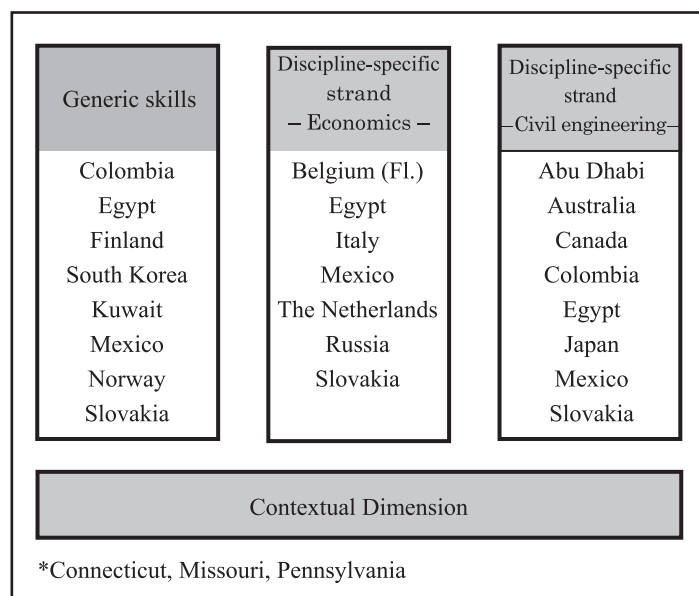 Generic skills
Colombia
Egypt
Finland
South Korea
Kuwait
Mexico
Norway
Slovakia
Discipline-specific
strand
– Economics –
Belgium (Fl.)
Egypt
Italy
Mexico
The Netherlands
Russia
Slovakia
Discipline-specific
strand
–Civil engineering–
Abu Dhabi
Australia
Canada
Colombia
Egypt
Japan
Mexico
Slovakia
Contextual Dimension
*Connecticut, Missouri, Pennsylvania